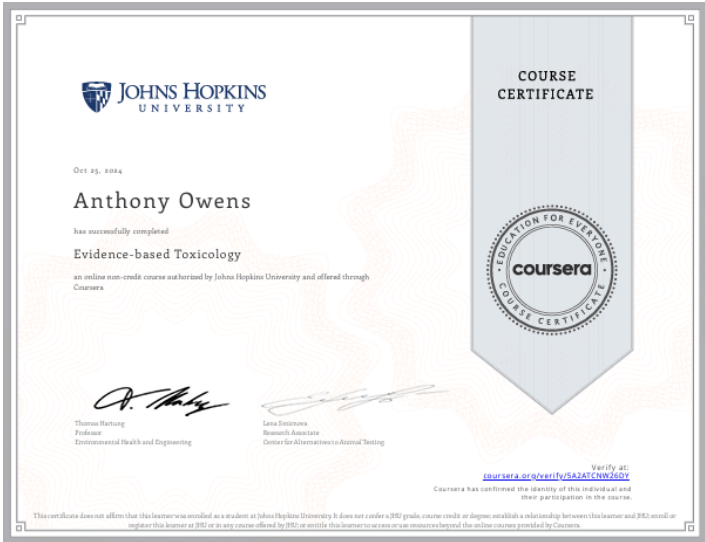 JOHNS HOPKINS
UNIVERSITY
COURSE
CERTIFICATE
Oct 25, 2024
Anthony Owens
has successfully completed
Evidence-based Toxicology
an online non-credit course authorized by Johns Hopkins University and offered through
Coursera
EDUCATION FOR EVERYONE
coursera
COURSE CERTIFICATE
Thomas Hartung
Professor
Environmental Health and Engineering
Lena Smirnova
Research Associate
Center for Alternatives to Animal Testing
Verify at:
coursera.org/verify/5A2ATCNW26DY
Coursera has confirmed the identity of this individual and
their participation in the course.
This certificate does not affirm that this learner was enrolled as a student at Johns Hopkins University. It does not confer a JHU grade, course credit or degree; establish a relationship between this learner and JHU; enroll or
register this learner at JHU or in any course offered by JHU; or entitle this learner to access or use resources beyond the online courses provided by Coursera.